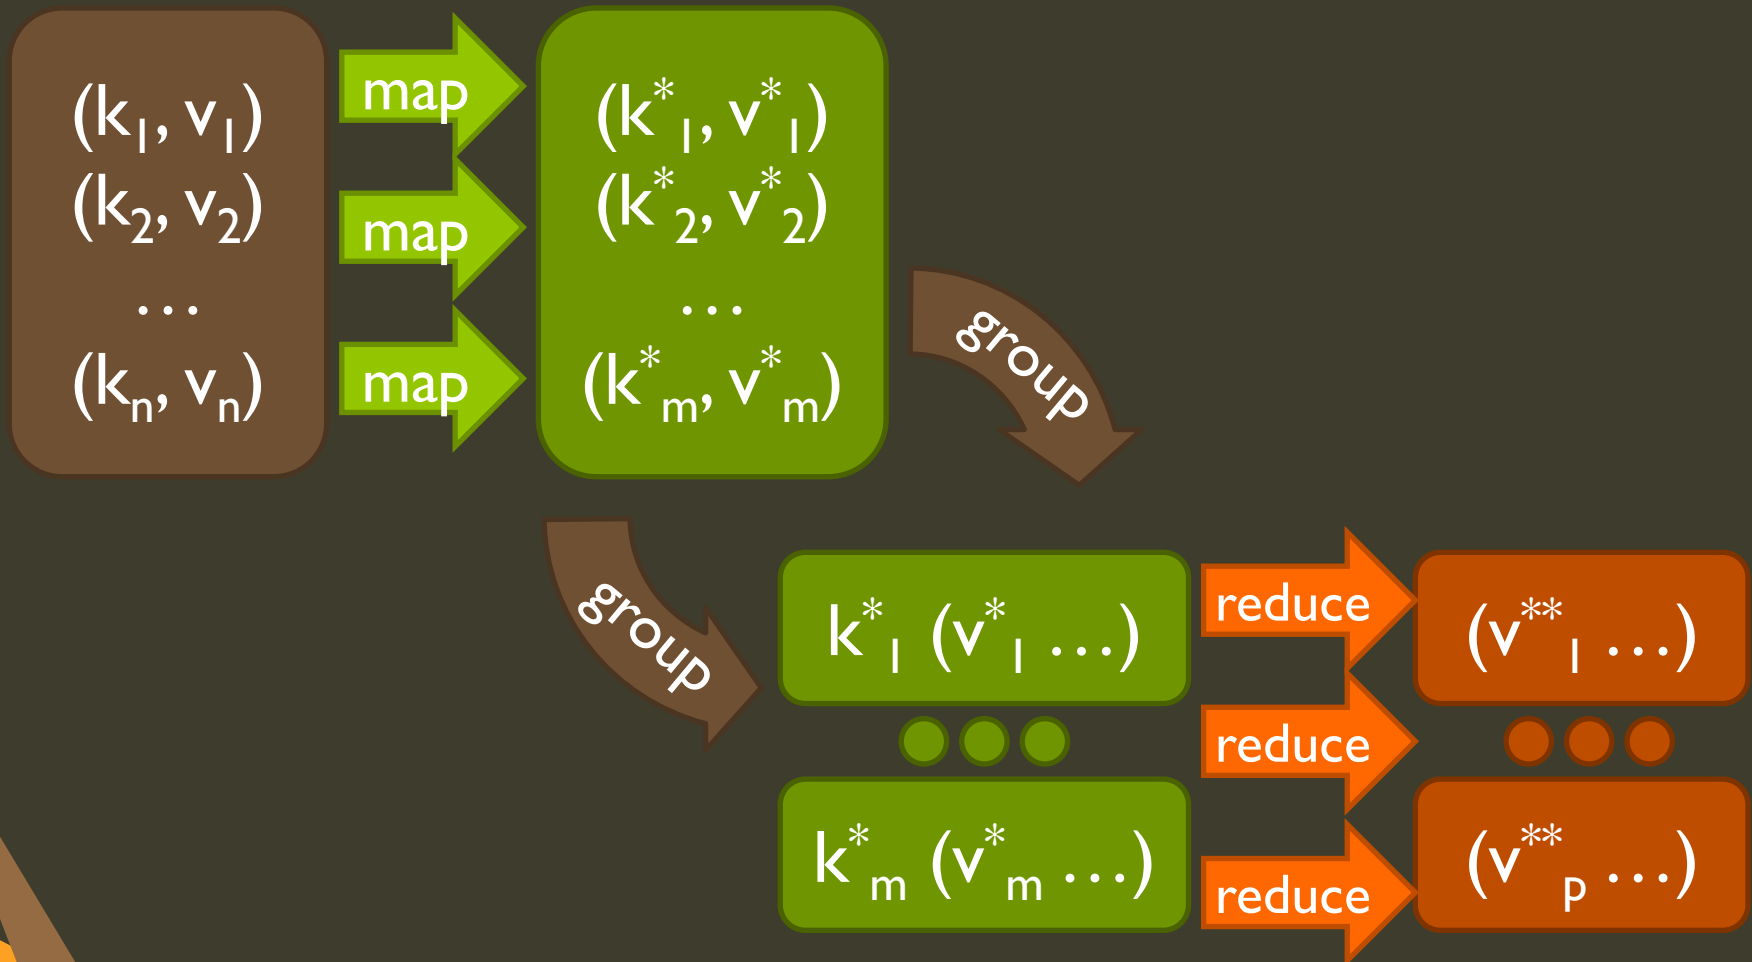 (k₁, v₁)
(k₂, v₂)
…
(kₙ, vₙ)
map
map
map
(k*₁, v*₁)
(k*₂, v*₂)
…
(k*ₘ, v*ₘ)
group
group
k*₁ (v*₁ …)
k*ₘ (v*ₘ …)
reduce
reduce
reduce
(v**₁ …)
(v**ₚ …)